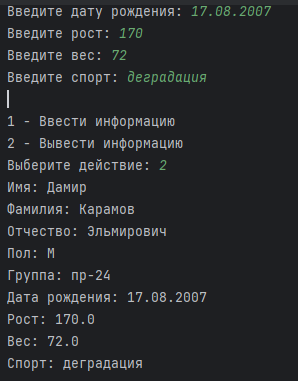 Введите дату рождения: 17.08.2007
Введите рост: 170
Введите вес: 72
Введите спорт: деградация
1 - Ввести информацию
2 - Вывести информацию
Выберите действие: 2
Имя: Дамир
Фамилия: Карамов
Отчество: Эльмирович
Пол: М
Группа: пр-24
Дата рождения: 17.08.2007
Рост: 170.0
Вес: 72.0
Спорт: деградация